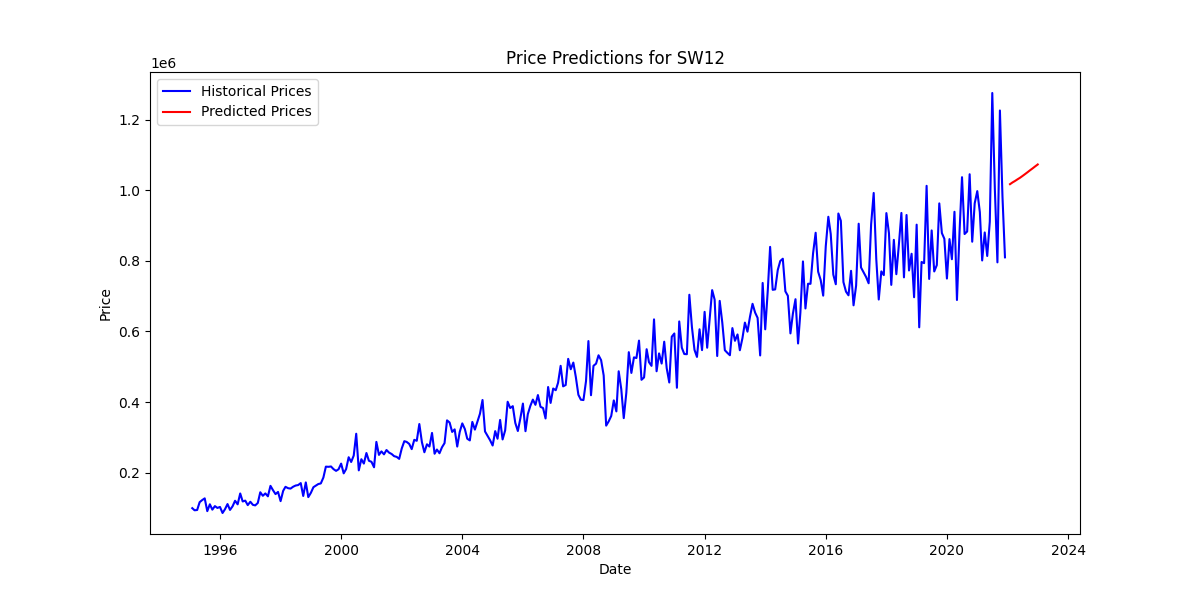 Price Predictions for SW12
1e6
Historical Prices
Predicted Prices
1.2
1.0
0.8
0.6
0.4
0.2
Price
1996 2000 2004 2008 2012 2016 2020 2024
Date